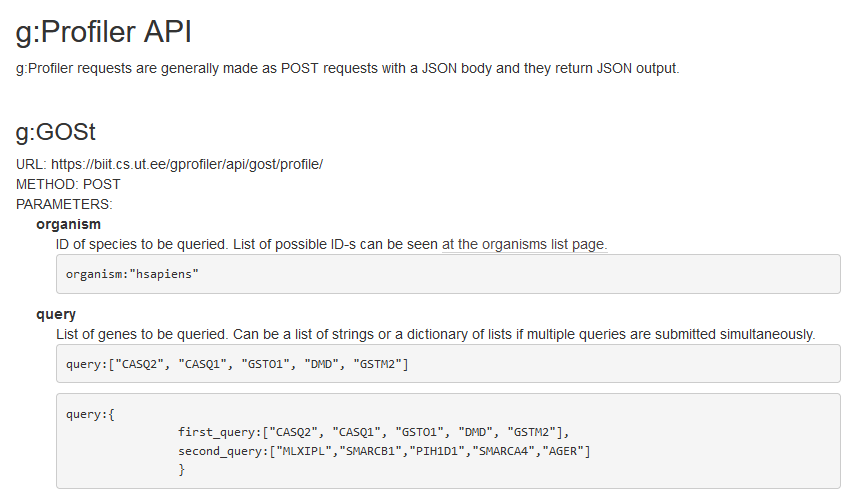 g:Profiler API
g:Profiler requests are generally made as POST requests with a JSON body and they return JSON output.
g:GOSt
URL: https://biit.cs.ut.ee/gprofiler/api/gost/profile/
METHOD: POST
PARAMETERS:
organism
ID of species to be queried. List of possible ID-s can be seen at the organisms list page.
organism:"hsapiens"
query
List of genes to be queried. Can be a list of strings or a dictionary of lists if multiple queries are submitted simultaneously.
query:["CASQ2", "CASQ1", "GSTO1", "DMD", "GSTM2"]
query:{
first_query:["CASQ2", "CASQ1", "GSTO1", "DMD", "GSTM2"],
second_query:["MLXIPL","SMARCB1","PIH1D1","SMARCA4","AGER"]
}